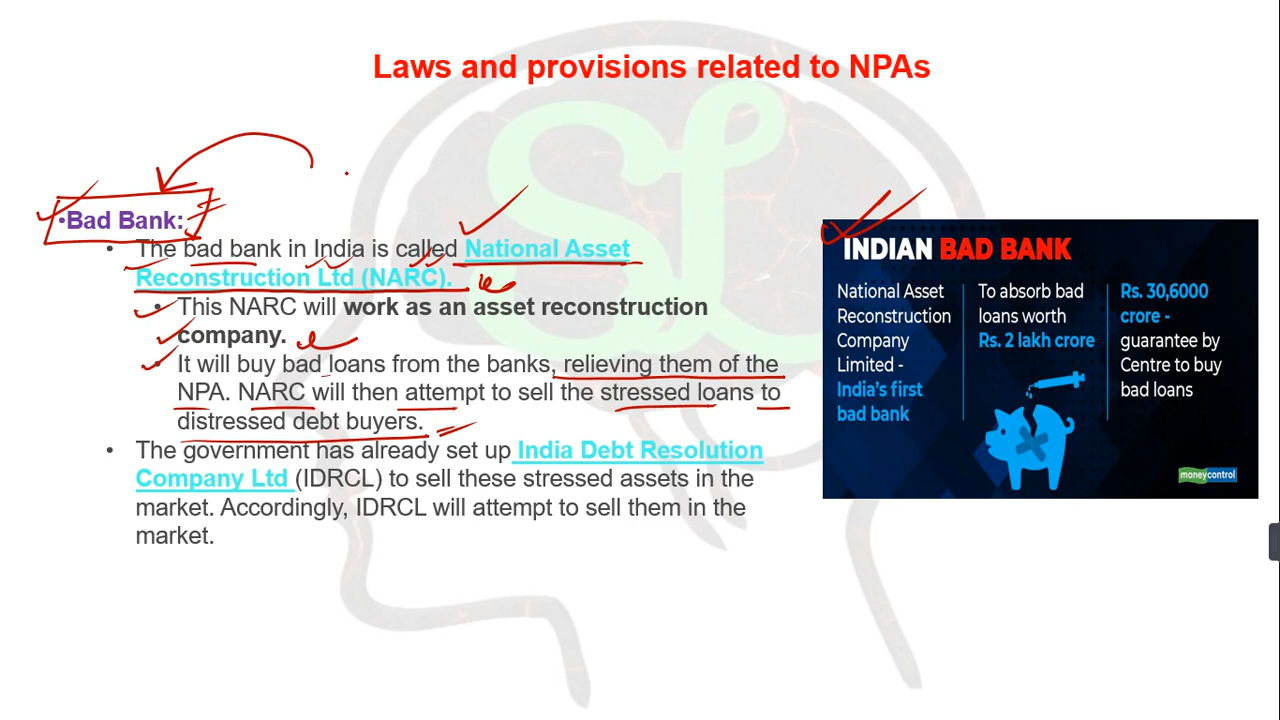 Laws and provisions related to NPAs
•Bad Bank:
• The bad bank in India is called National Asset
Reconstruction Ltd (NARC).
• This NARC will work as an asset reconstruction
company.
• It will buy bad loans from the banks, relieving them of the
NPA. NARC will then attempt to sell the stressed loans to
distressed debt buyers.
• The government has already set up India Debt Resolution
Company Ltd (IDRCL) to sell these stressed assets in the
market. Accordingly, IDRCL will attempt to sell them in the
market.
INDIAN BAD BANK
National Asset
Reconstruction
Company
Limited -
India's first
bad bank
To absorb bad
loans worth
Rs. 2 lakh crore
Rs. 30,6000
crore -
guarantee by
Centre to buy
bad loans
moneycontrol
SL